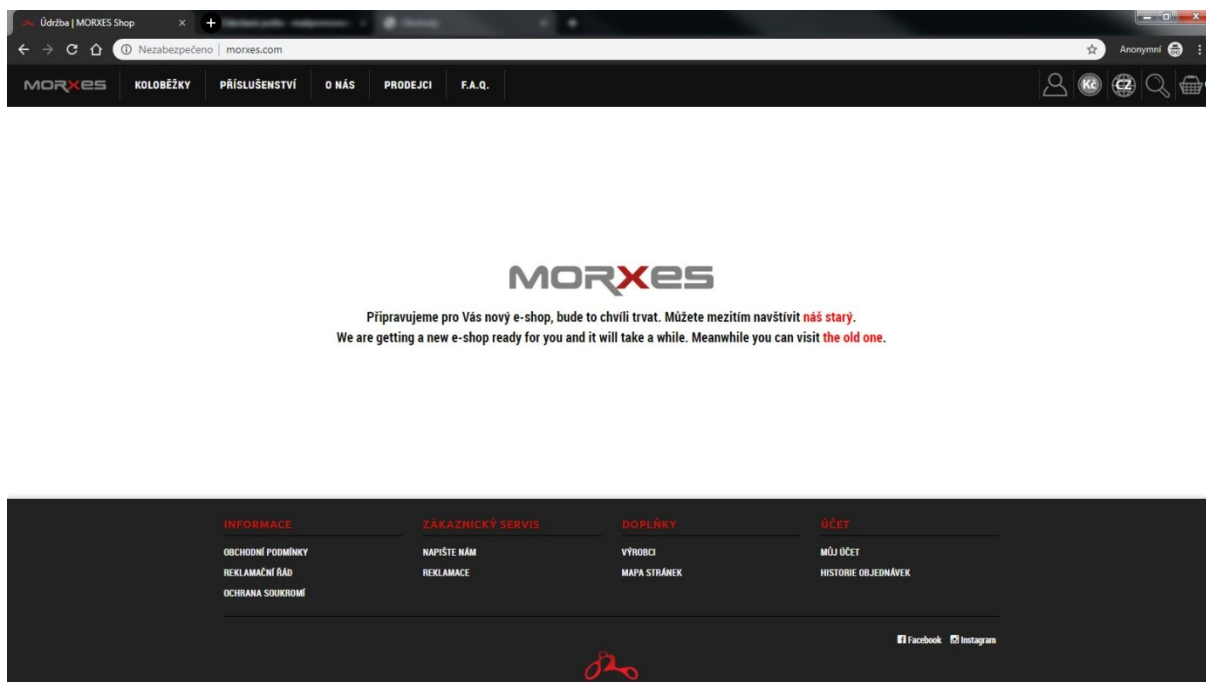 Údržba | MORXES Shop
Nezabezpečeno | morxes.com
Anonymní
MORXES KOLOBĚŽKY PŘÍSLUŠENSTVÍ O NÁS PRODEJCI F.A.Q. Kč CZ
MORXES
Připravujeme pro Vás nový e-shop, bude to chvíli trvat. Můžete mezitím navštívit náš starý.
We are getting a new e-shop ready for you and it will take a while. Meanwhile you can visit the old one.
INFORMACE
OBCHODNÍ PODMÍNKY
REKLAMAČNÍ ŘÁD
OCHRANA SOUKROMÍ
ZÁKAZNICKÝ SERVIS
NAPIŠTE NÁM
REKLAMACE
DOPLŇKY
VÝROBCI
MAPA STRÁNEK
ÚČET
MŮJ ÚČET
HISTORIE OBJEDNÁVEK
Facebook Instagram